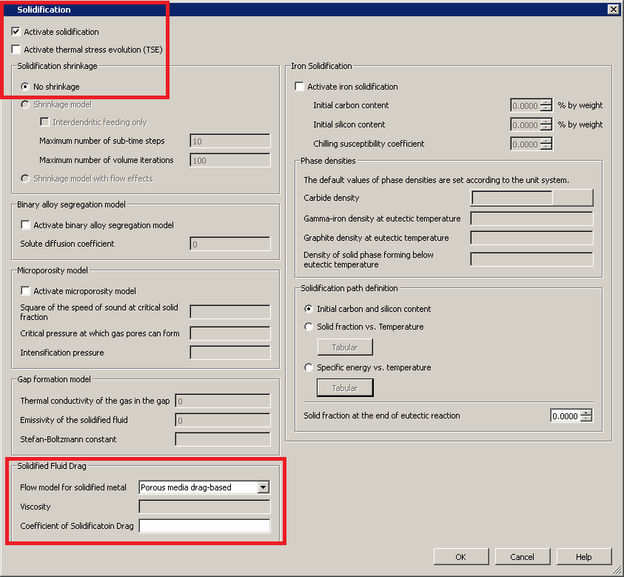 Solidification
Activate solidification
Activate thermal stress evolution (TSE)
Solidification shrinkage
No shrinkage
Shrinkage model
Interdendritic feeding only
Maximum number of sub-time steps
10
Maximum number of volume iterations
100
Shrinkage model with flow effects
Binary alloy segregation model
Activate binary alloy segregation model
Solute diffusion coefficient
0
Microporosity model
Activate microporosity model
Square of the speed of sound at critical solid
fraction
Critical pressure at which gas pores can form
Intensification pressure
Gap formation model
Thermal conductivity of the gas in the gap
0
Emissivity of the solidified fluid
0
Stefan-Boltzmann constant
Solidified Fluid Drag
Flow model for solidified metal
Porous media drag-based
Viscosity
Coefficient of Solidificatoin Drag
Iron Solidification
Activate iron solidification
Initial carbon content
0.0000
% by weight
Initial silicon content
0.0000
% by weight
Chilling susceptibility coefficient
0.0000
Phase densities
The default values of phase densities are set according to the unit system.
Carbide density
Gamma-iron density at eutectic temperature
Graphite density at eutectic temperature
Density of solid phase forming below
eutectic temperature
Solidification path definition
Initial carbon and silicon content
Solid fraction vs. Temperature
Tabular
Specific energy vs. temperature
Tabular
Solid fraction at the end of eutectic reaction
0.0000
OK
Cancel
Help